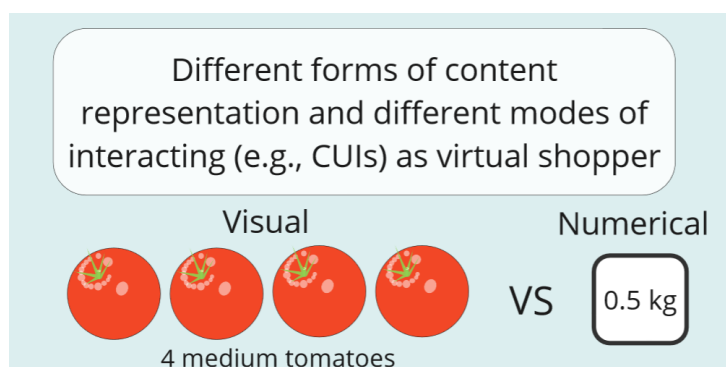 Different forms of content
representation and different modes of
interacting (e.g., CUIs) as virtual shopper
Visual
Numerical
VS
0.5 kg
4 medium tomatoes